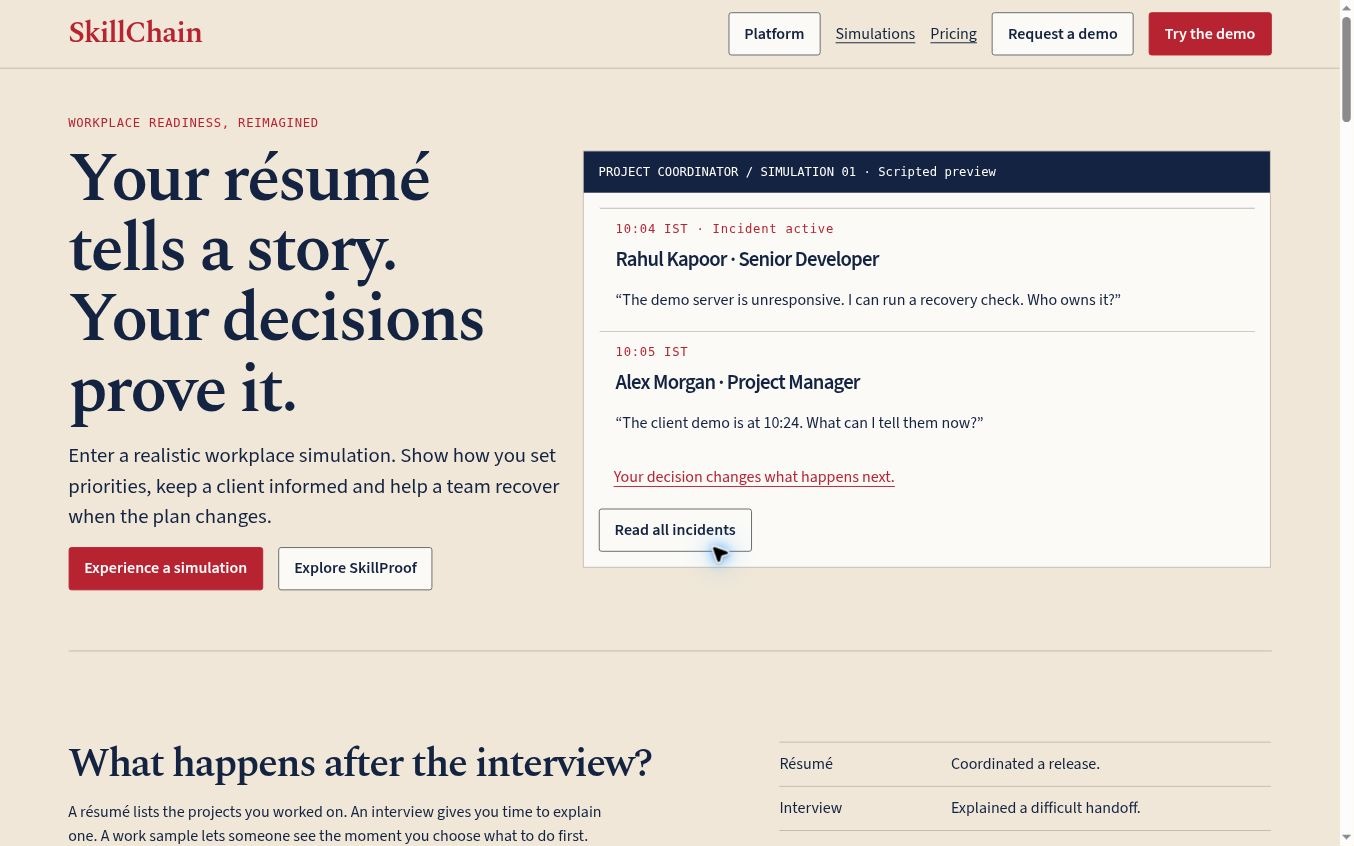 SkillChain
Platform
Simulations
Pricing
Request a demo
Try the demo
WORKPLACE READINESS, REIMAGINED
Your résumé
tells a story.
Your decisions
prove it.
Enter a realistic workplace simulation. Show how you set
priorities, keep a client informed and help a team recover
when the plan changes.
Experience a simulation
Explore SkillProof
PROJECT COORDINATOR / SIMULATION 01 · Scripted preview
10:04 IST · Incident active
Rahul Kapoor · Senior Developer
“The demo server is unresponsive. I can run a recovery check. Who owns it?”
10:05 IST
Alex Morgan · Project Manager
“The client demo is at 10:24. What can I tell them now?”
Your decision changes what happens next.
Read all incidents
What happens after the interview?
A résumé lists the projects you worked on. An interview gives you time to explain
one. A work sample lets someone see the moment you choose what to do first.
Résumé
Coordinated a release.
Interview
Explained a difficult handoff.